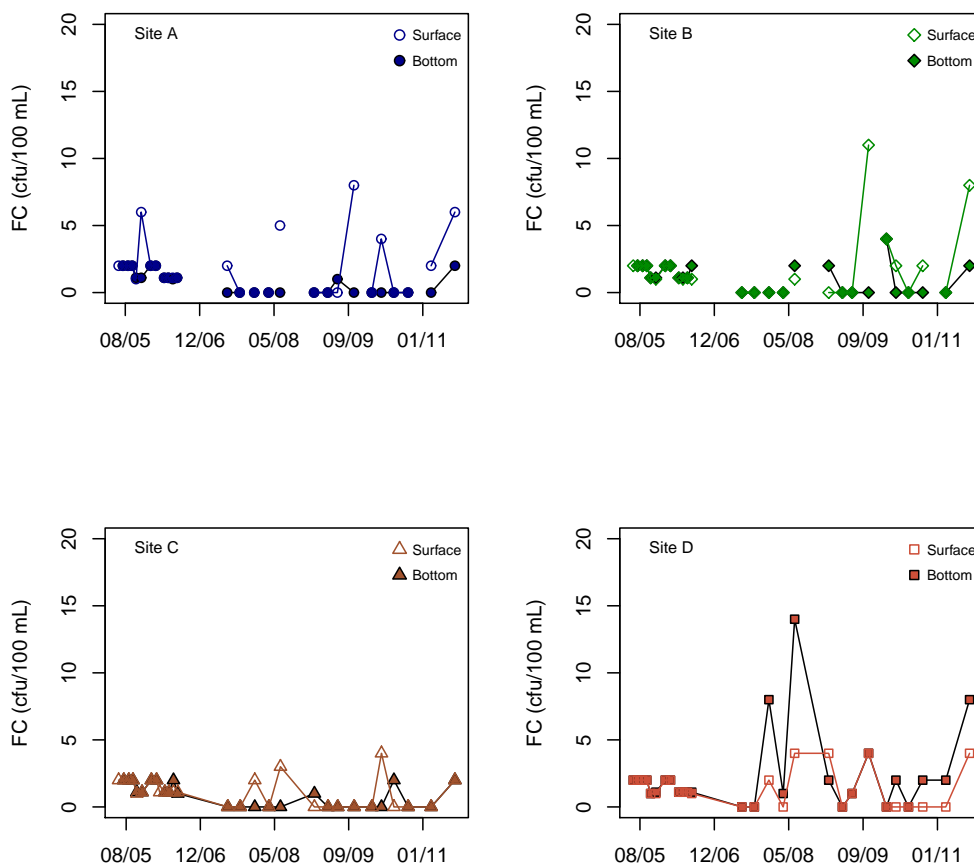 Site A
Surface
Bottom
FC (cfu/100 mL)
20
15
10
5
0
08/05 12/06 05/08 09/09 01/11
Site B
Surface
Bottom
FC (cfu/100 mL)
20
15
10
5
0
08/05 12/06 05/08 09/09 01/11
Site C
Surface
Bottom
FC (cfu/100 mL)
20
15
10
5
0
08/05 12/06 05/08 09/09 01/11
Site D
Surface
Bottom
FC (cfu/100 mL)
20
15
10
5
0
08/05 12/06 05/08 09/09 01/11